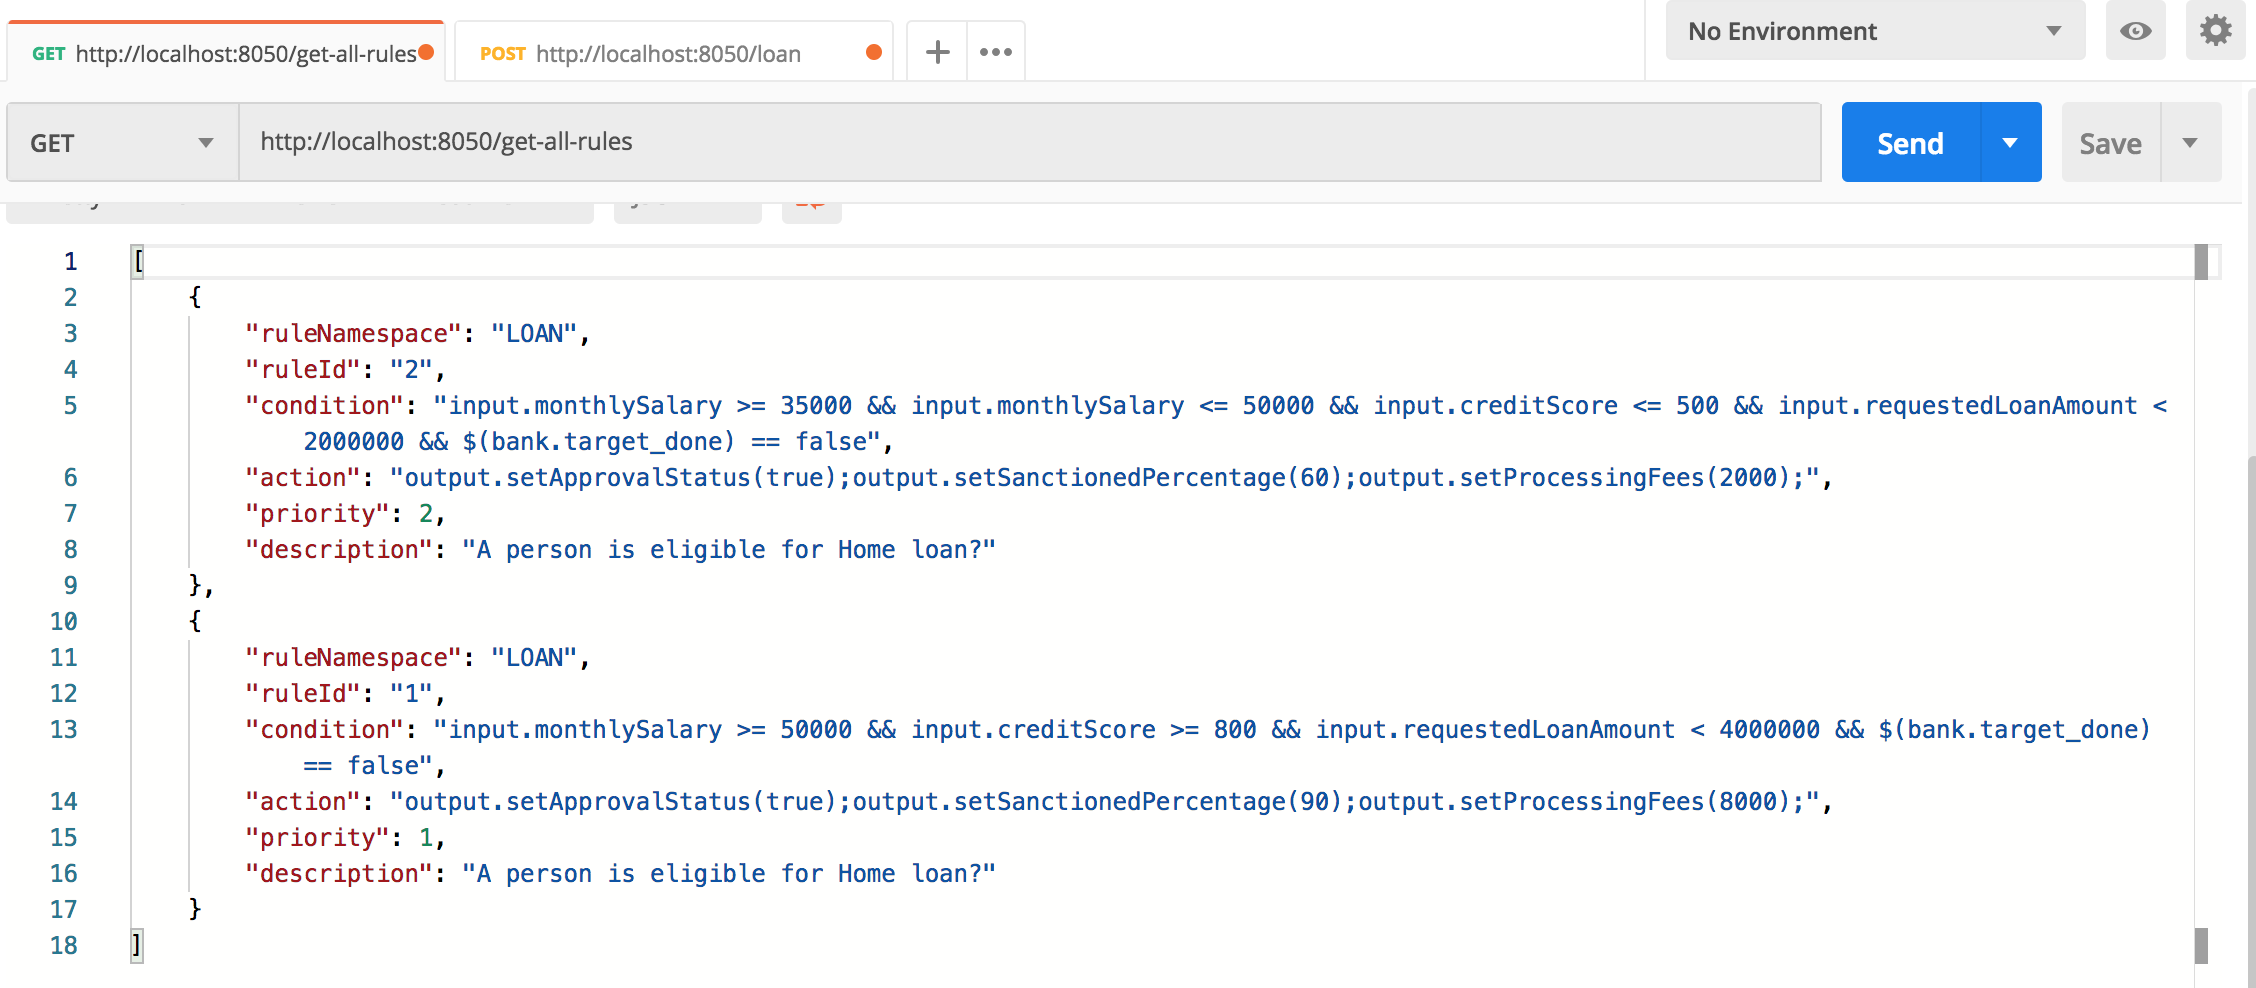 GET http://localhost:8050/get-all-rules
POST http://localhost:8050/loan
No Environment
GET
http://localhost:8050/get-all-rules
Send
Save
1 [
2 {
3 "ruleNamespace": "LOAN",
4 "ruleId": "2",
5 "condition": "input.monthlySalary >= 35000 && input.monthlySalary <= 50000 && input.creditScore <= 500 && input.requestedLoanAmount <
2000000 && $(bank.target_done) == false",
6 "action": "output.setApprovalStatus(true);output.setSanctionedPercentage(60);output.setProcessingFees(2000);",
7 "priority": 2,
8 "description": "A person is eligible for Home loan?"
9 },
10 {
11 "ruleNamespace": "LOAN",
12 "ruleId": "1",
13 "condition": "input.monthlySalary >= 50000 && input.creditScore >= 800 && input.requestedLoanAmount < 4000000 && $(bank.target_done)
== false",
14 "action": "output.setApprovalStatus(true);output.setSanctionedPercentage(90);output.setProcessingFees(8000);",
15 "priority": 1,
16 "description": "A person is eligible for Home loan?"
17 }
18 ]